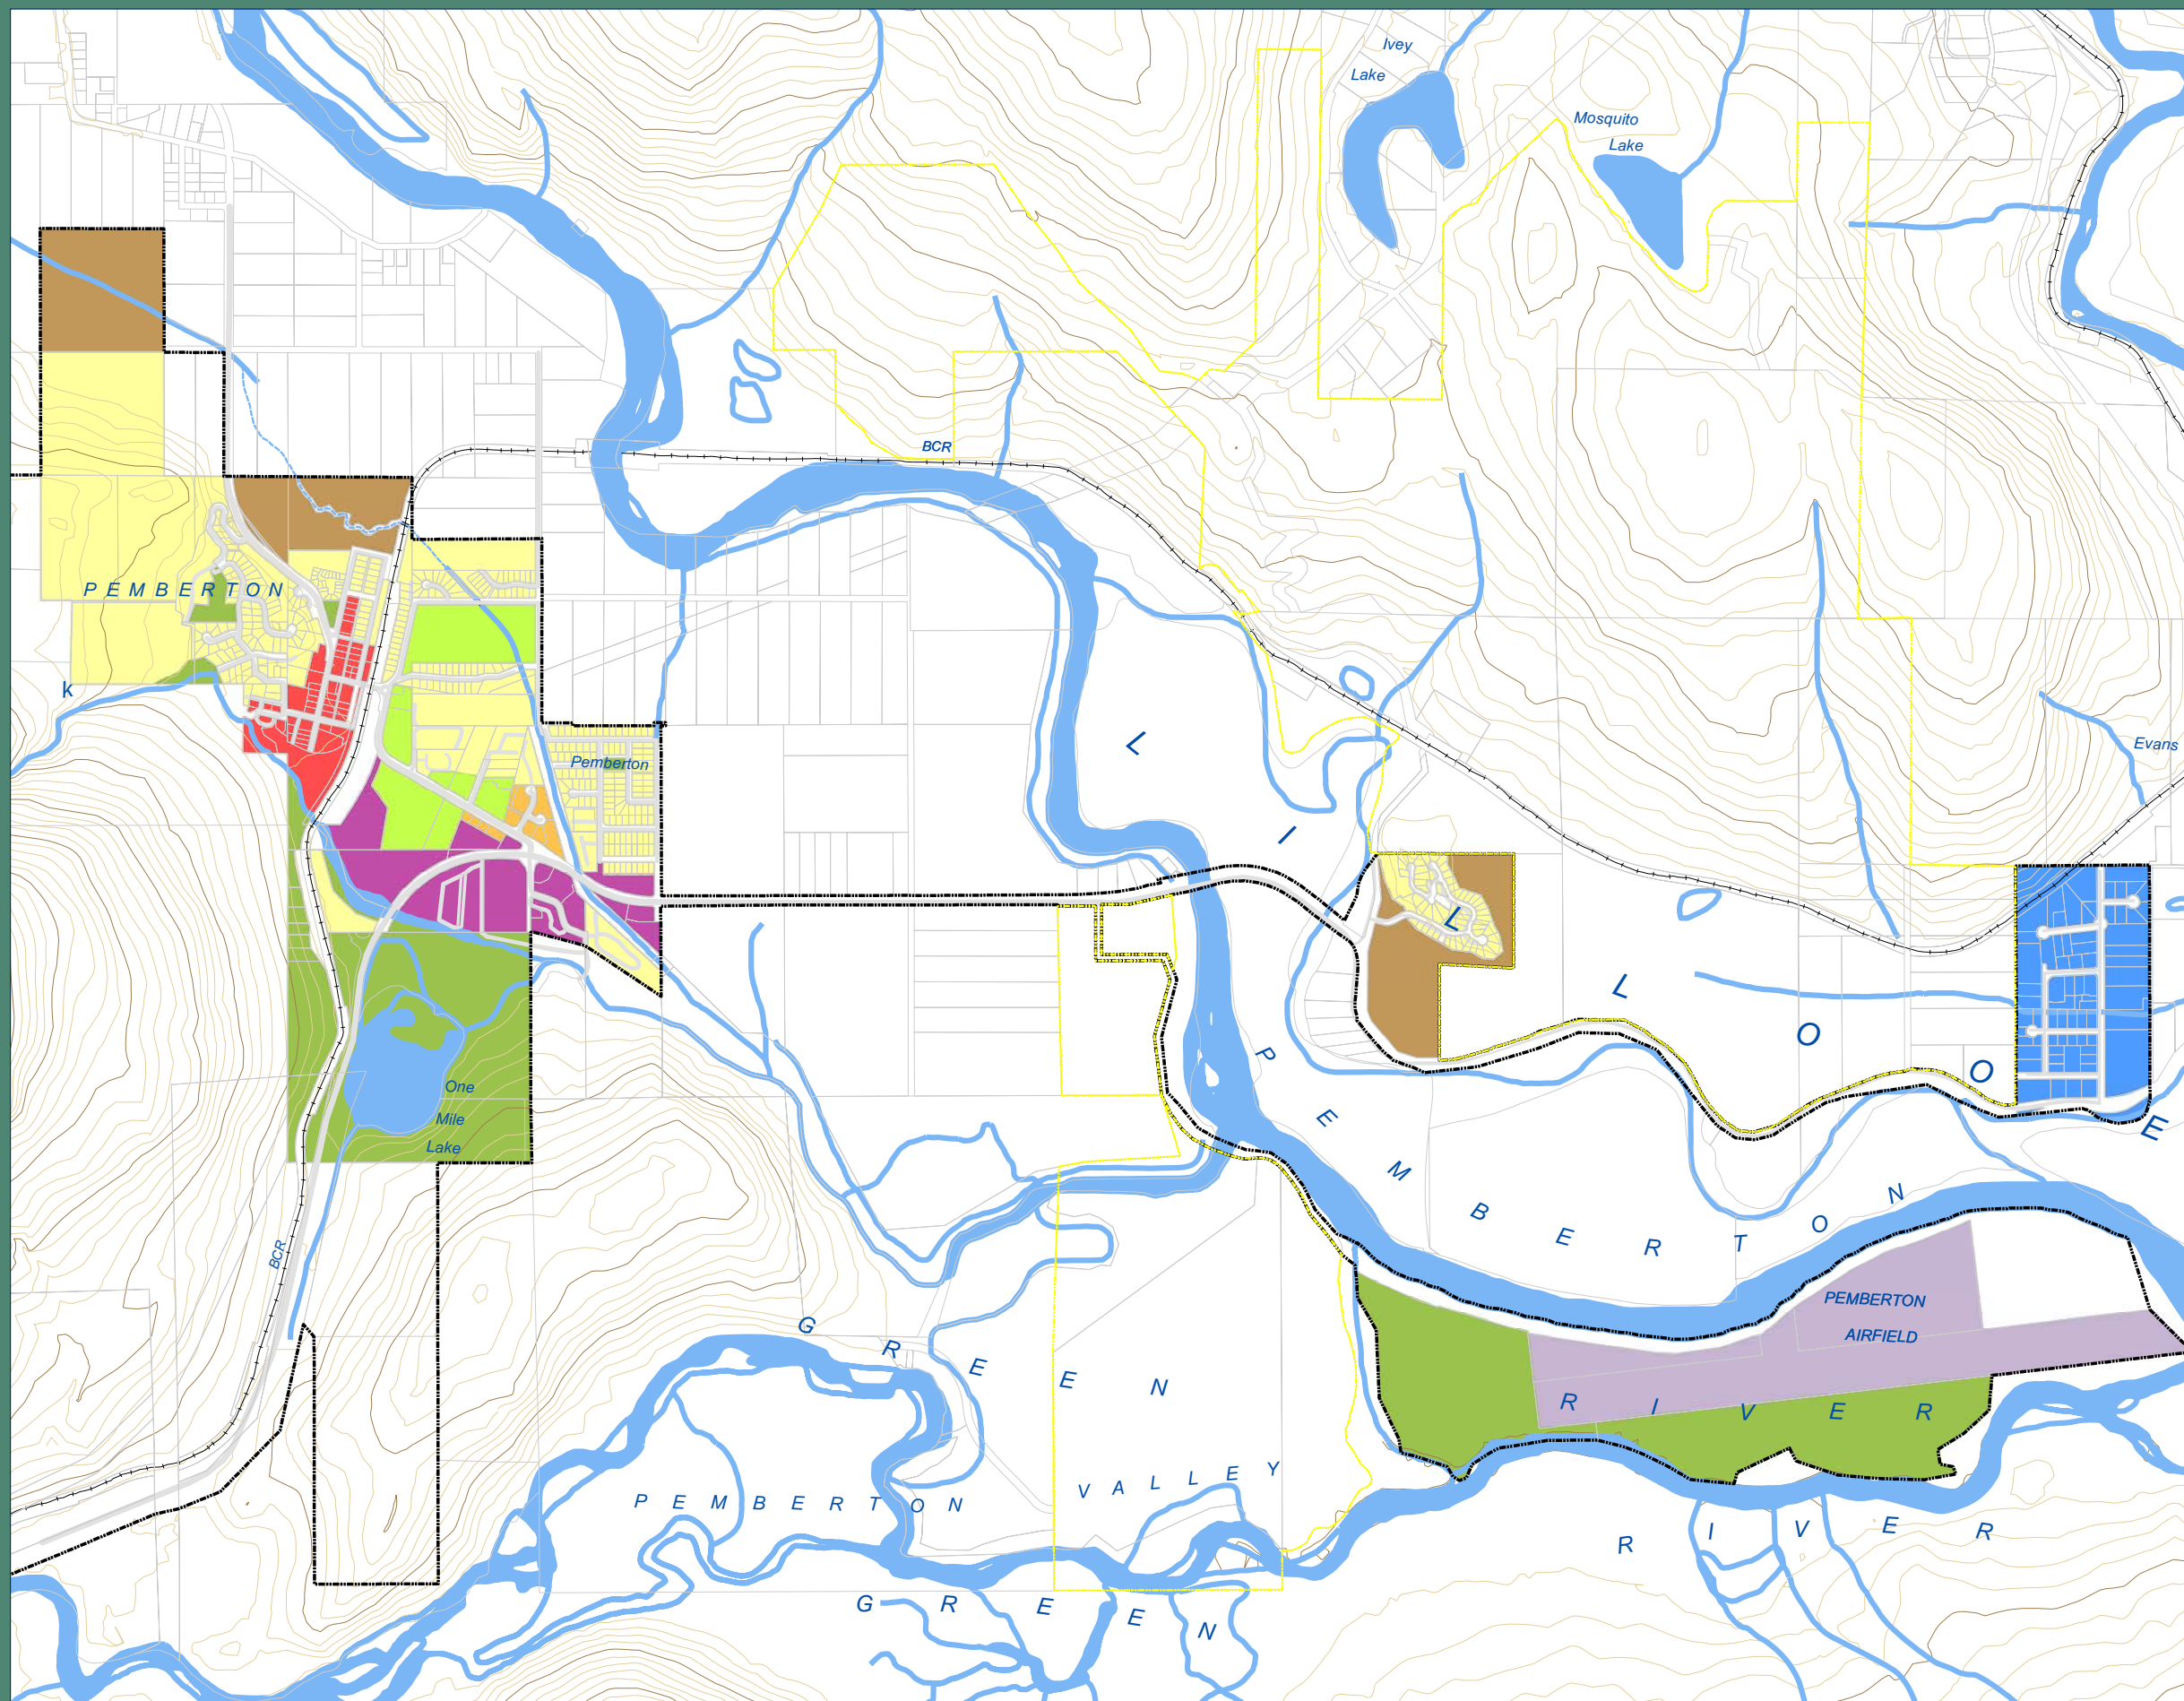 Ivey
Lake
Mosquito
Lake
BCR
PEMBERTON
k
Pemberton
Evans
LILLOOE
One
Mile
Lake
BCR
PEMBERTON
PEMBERTON
AIRFIELD
GREEN
RIVER
PEMBERTON
VALLEY
GREEN
RIVER